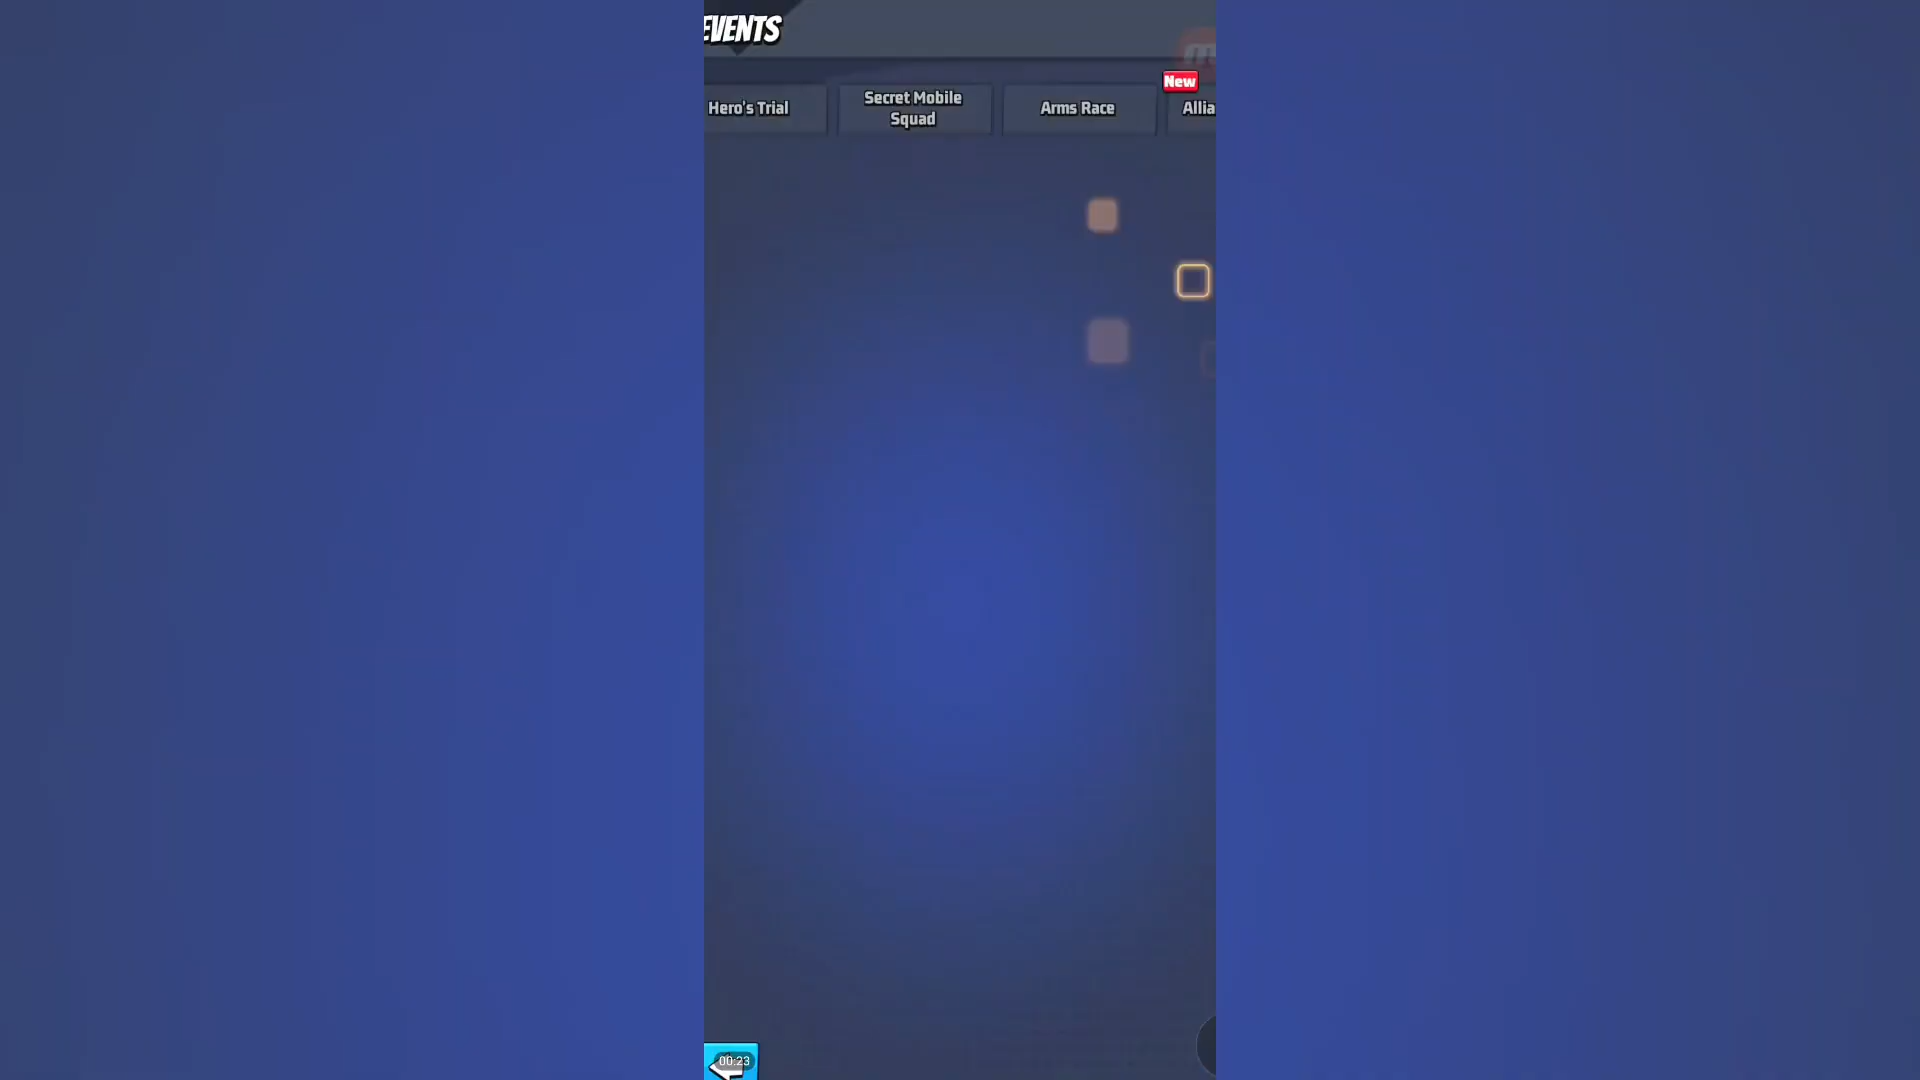 EVENTS
New
Hero's Trial
Secret Mobile
Squad
Arms Race
Allia
00:23